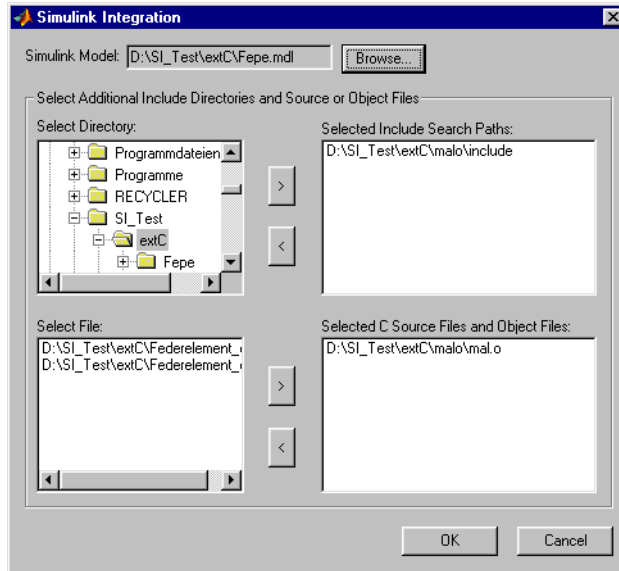 Simulink Integration
Simulink Model: D:\SI_Test\extC\Fepe.mdl Browse...
Select Additional Include Directories and Source or Object Files
Select Directory:
Programmdateien
Programme
RECYCLER
SI_Test
extC
Fepe
>
<
Selected Include Search Paths:
D:\SI_Test\extC\malo\include
Select File:
D:\SI_Test\extC\Federelement_
D:\SI_Test\extC\Federelement_
>
<
Selected C Source Files and Object Files:
D:\SI_Test\extC\malo\mal.o
OK Cancel